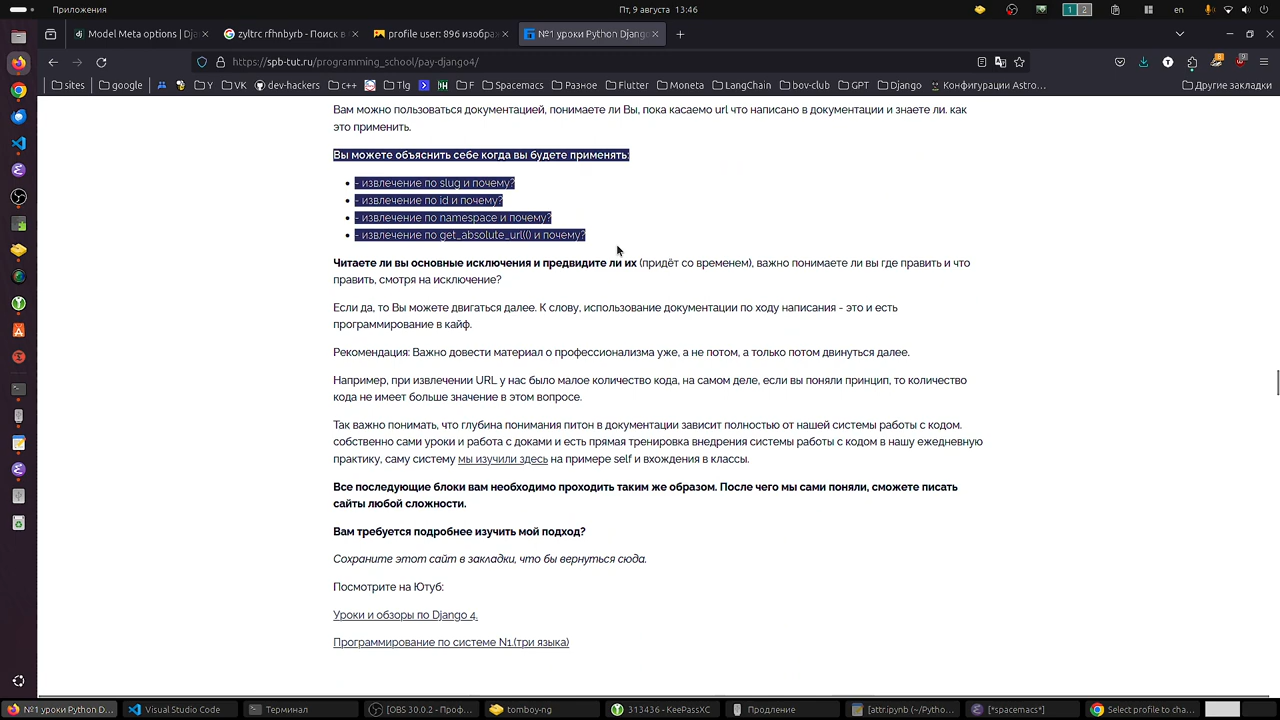 Приложения
Пт, 9 августа 13:46
1 2
en
Model Meta options | Dja
zyltrc rfhnbyrb - Поиск в
profile user: 896 изображ
№1 уроки Python Django
https://spb-tut.ru/programming_school/pay-django4/
sites
google
Y
VK
dev-hackers
c++
Tlg
F
Spacemacs
Разное
Flutter
Moneta
LangChain
bov-club
GPT
Django
Конфигурации Astro…
Другие закладки
Вам можно пользоваться документацией, понимаете ли Вы, пока касаемо url что написано в документации и знаете ли. как
это применить.
Вы можете объяснить себе когда вы будете применять:
- извлечение по slug и почему?
- извлечение по id и почему?
- извлечение по namespace и почему?
- извлечение по get_absolute_url(() и почему?
Читаете ли вы основные исключения и предвидите ли их (придёт со временем), важно понимаете ли вы где править и что
править, смотря на исключение?
Если да, то Вы можете двигаться далее. К слову, использование документации по ходу написания - это и есть
программирование в кайф.
Рекомендация: Важно довести материал о профессионализма уже, а не потом, а только потом двинуться далее.
Например, при извлечении URL у нас было малое количество кода, на самом деле, если вы поняли принцип, то количество
кода не имеет больше значение в этом вопросе.
Так важно понимать, что глубина понимания питон в документации зависит полностью от нашей системы работы с кодом.
собственно сами уроки и работа с доками и есть прямая тренировка внедрения системы работы с кодом в нашу ежедневную
практику, саму систему мы изучили здесь на примере self и вхождения в классы.
Все последующие блоки вам необходимо проходить таким же образом. После чего мы сами поняли, сможете писать
сайты любой сложности.
Вам требуется подробнее изучить мой подход?
Сохраните этот сайт в закладки, что бы вернуться сюда.
Посмотрите на Ютуб:
Уроки и обзоры по Django 4.
Программирование по системе N1.(три языка)
№1 уроки Python D…
Visual Studio Code
Терминал
[OBS 30.0.2 - Проф…
tomboy-ng
313436 - KeePassXC
Продление
[attr.ipynb (~/Pytho…
[*spacemacs*]
Select profile to cha…